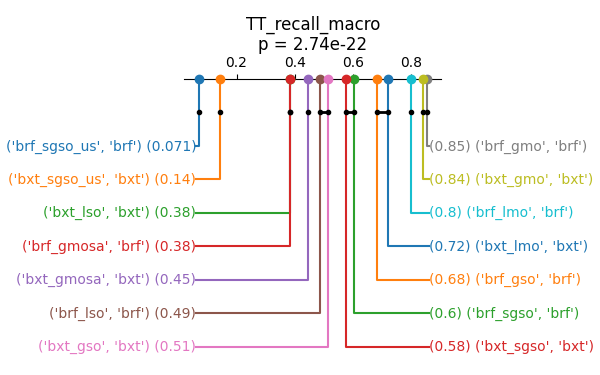 TT_recall_macro
p = 2.74e-22
0.2 0.4 0.6 0.8
('brf_sgso_us', 'brf') (0.071) (0.85) ('brf_gmo', 'brf')
('bxt_sgso_us', 'bxt') (0.14) (0.84) ('bxt_gmo', 'bxt')
('bxt_lso', 'bxt') (0.38) (0.8) ('brf_lmo', 'brf')
('brf_gmosa', 'brf') (0.38) (0.72) ('bxt_lmo', 'bxt')
('bxt_gmosa', 'bxt') (0.45) (0.68) ('brf_gso', 'brf')
('brf_lso', 'brf') (0.49) (0.6) ('brf_sgso', 'brf')
('bxt_gso', 'bxt') (0.51) (0.58) ('bxt_sgso', 'bxt')